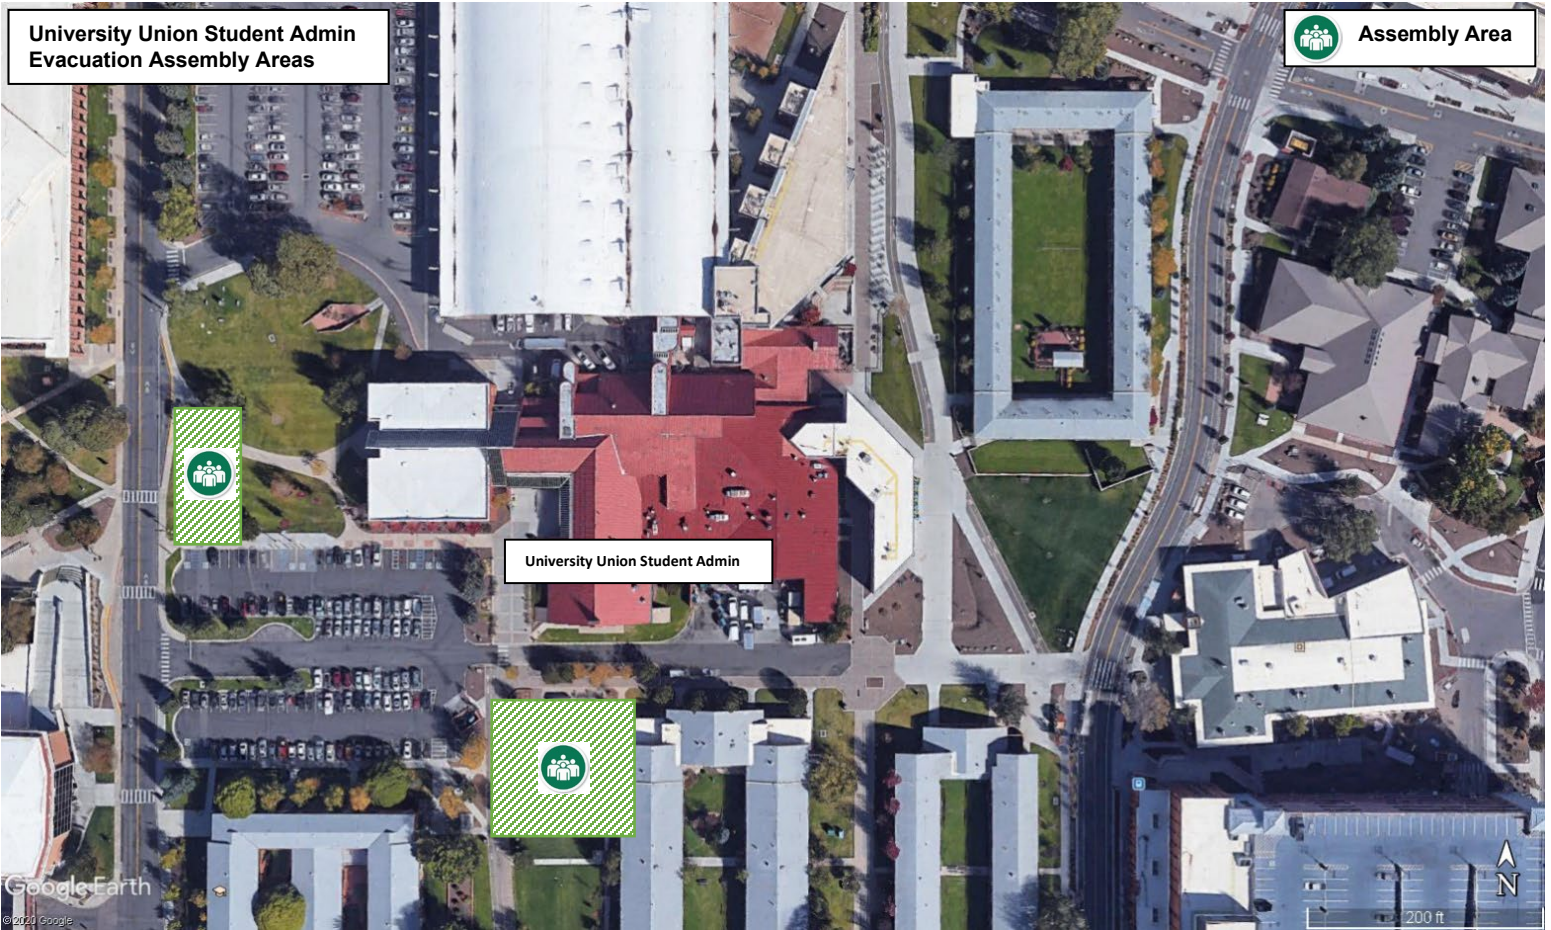 University Union Student Admin
Evacuation Assembly Areas
Assembly Area
University Union Student Admin
Google Earth
© 2020 Google
N
200 ft